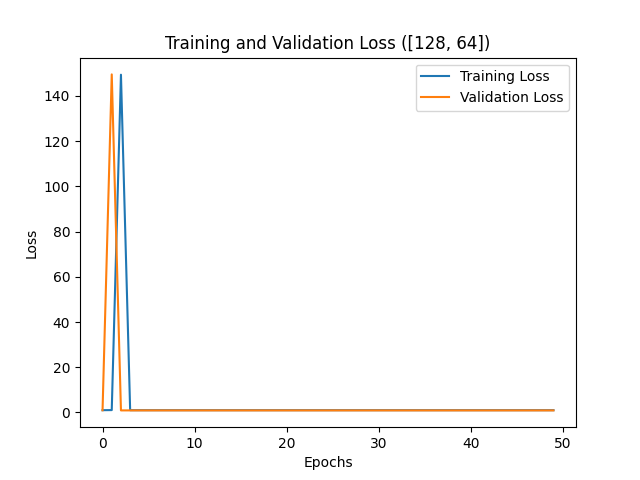 Training and Validation Loss ([128, 64])
Training Loss
Validation Loss
140
120
100
80
60
40
20
0
Loss
0 10 20 30 40 50
Epochs